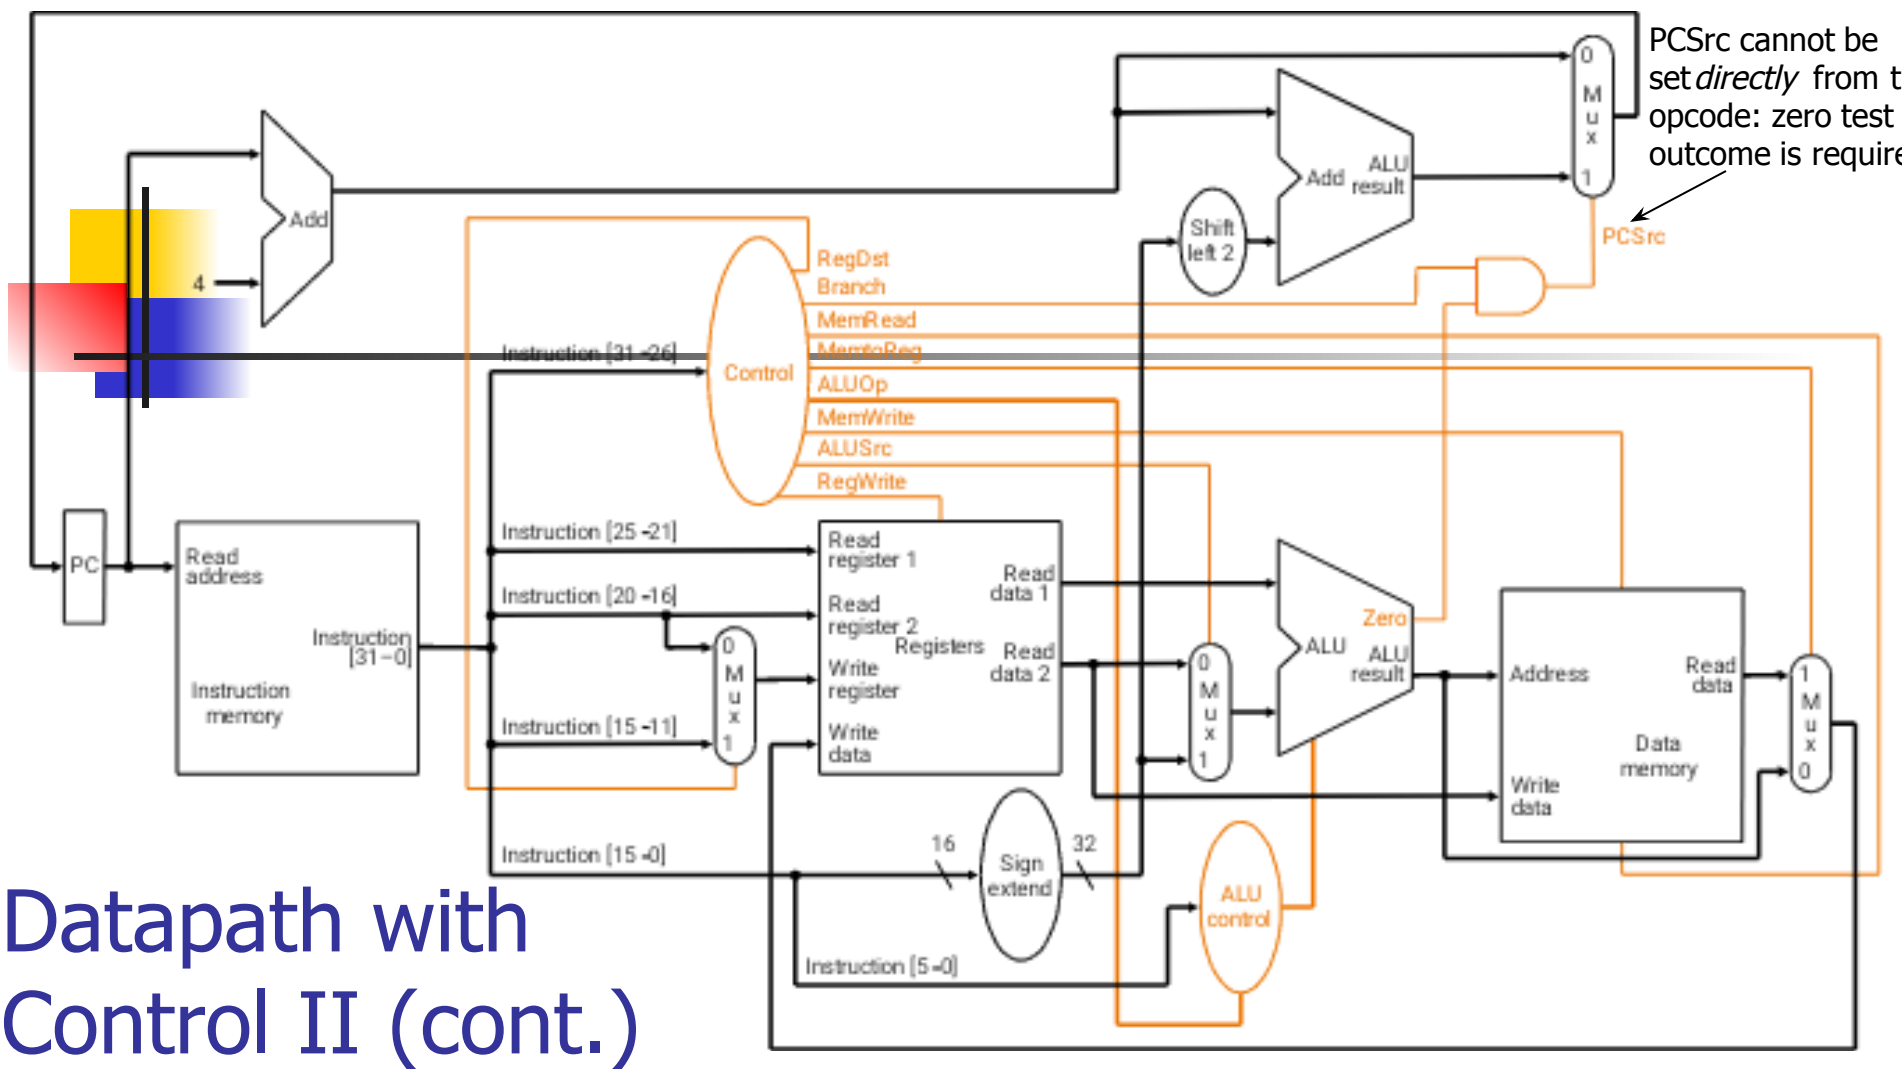 PCSrc cannot be
set directly from t
opcode: zero test
outcome is require
0
M
u
x
1
PCSrc
Add
ALU
result
Shift
left 2
Add
4
RegDst
Branch
MemRead
MemtoReg
ALUOp
MemWrite
ALUSrc
RegWrite
Control
Instruction [31-26]
Instruction [25-21]
Instruction [20-16]
Instruction [15-11]
Instruction [15-0]
Instruction [5-0]
PC
Read
address
Instruction
[31-0]
Instruction
memory
0
M
u
x
1
Read
register 1
Read
register 2
Registers
Write
register
Write
data
Read
data 1
Read
data 2
0
M
u
x
1
Zero
ALU
ALU
result
Address
Read
data
Data
memory
Write
data
1
M
u
x
0
16
Sign
extend
32
ALU
control
Datapath with
Control II (cont.)